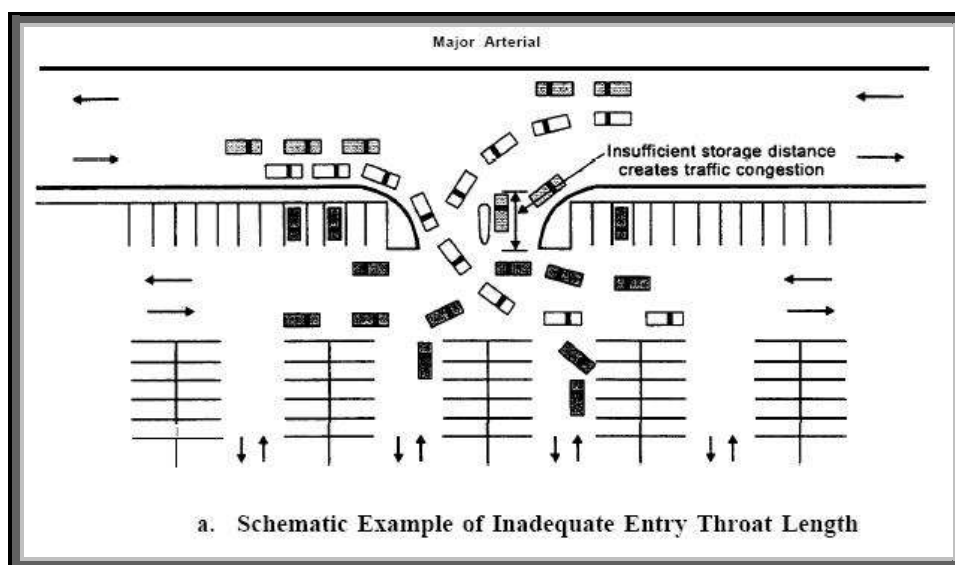 Major Arterial
Insufficient storage distance
creates traffic congestion
a. Schematic Example of Inadequate Entry Throat Length